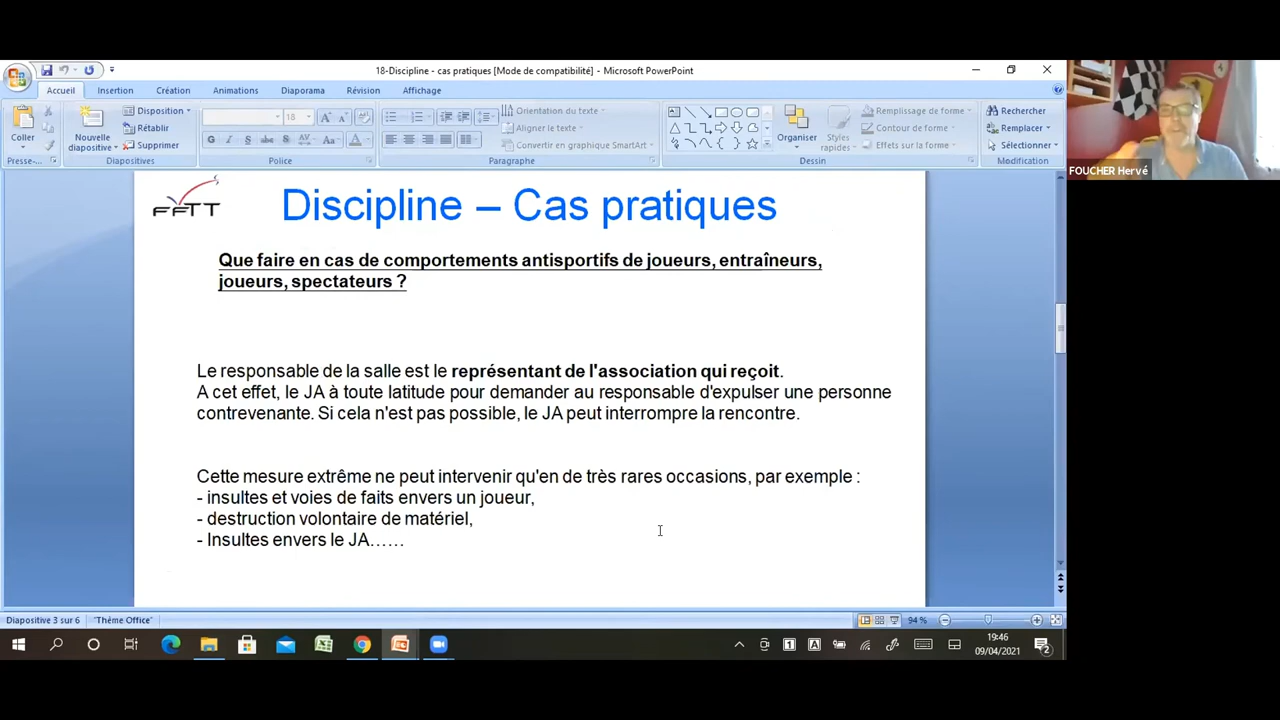 18-Discipline - cas pratiques [Mode de compatibilité] - Microsoft PowerPoint
Accueil Insertion Création Animations Diaporama Révision Affichage
Coller
Presse-...
Nouvelle diapositive
Disposition
Rétablir
Supprimer
Diapositives
18
G I S abc S AV Aa A
Police
Orientation du texte
Aligner le texte
Convertir en graphique SmartArt
Paragraphe
Organiser
Styles rapides
Remplissage de forme
Contour de forme
Effets sur la forme
Dessin
Rechercher
Remplacer
Sélectionner
Modification
FOUCHER Hervé
FFTT
Discipline – Cas pratiques
Que faire en cas de comportements antisportifs de joueurs, entraîneurs,
joueurs, spectateurs ?
Le responsable de la salle est le représentant de l'association qui reçoit.
A cet effet, le JA à toute latitude pour demander au responsable d'expulser une personne
contrevenante. Si cela n'est pas possible, le JA peut interrompre la rencontre.
Cette mesure extrême ne peut intervenir qu'en de très rares occasions, par exemple :
- insultes et voies de faits envers un joueur,
- destruction volontaire de matériel,
- Insultes envers le JA……
Diapositive 3 sur 6 "Thème Office" 94 %
19:46
09/04/2021
2